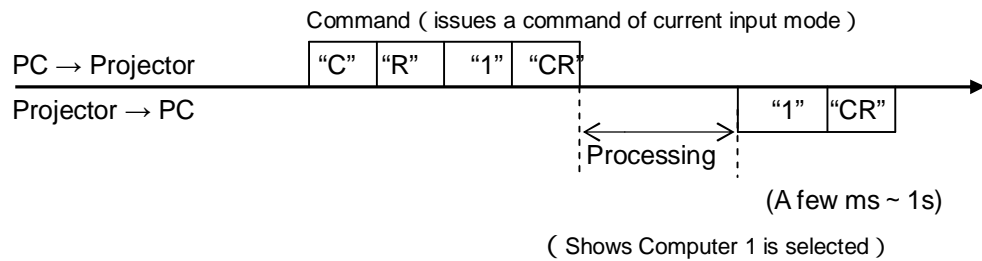 Command ( issues a command of current input mode )
PC → Projector “C” “R” “1” “CR”
Projector → PC “1” “CR”
Processing
(A few ms ~ 1s)
( Shows Computer 1 is selected )